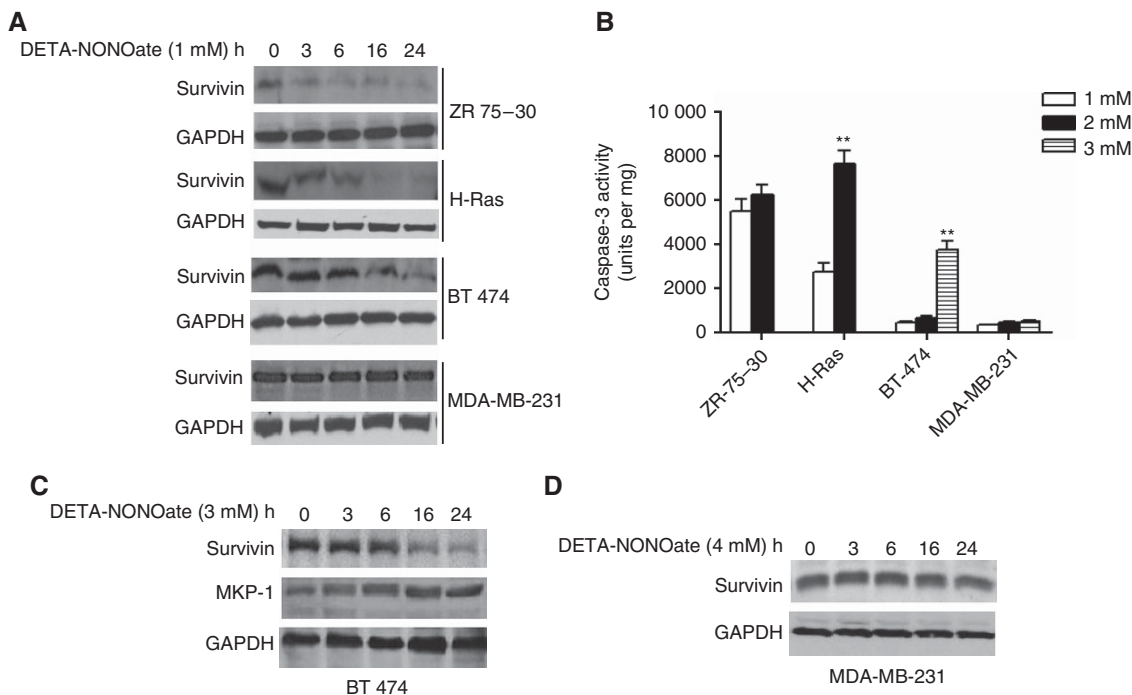 A
DETA-NONOate (1 mM) h 0 3 6 16 24
Survivin
GAPDH
ZR 75–30
Survivin
GAPDH
H-Ras
Survivin
GAPDH
BT 474
Survivin
GAPDH
MDA-MB-231
B
1 mM
2 mM
3 mM
Caspase-3 activity
(units per mg)
10 000
8000
6000
4000
2000
0
**
**
ZR-75–30
H-Ras
BT-474
MDA-MB-231
C
DETA-NONOate (3 mM) h 0 3 6 16 24
Survivin
MKP-1
GAPDH
BT 474
D
DETA-NONOate (4 mM) h 0 3 6 16 24
Survivin
GAPDH
MDA-MB-231